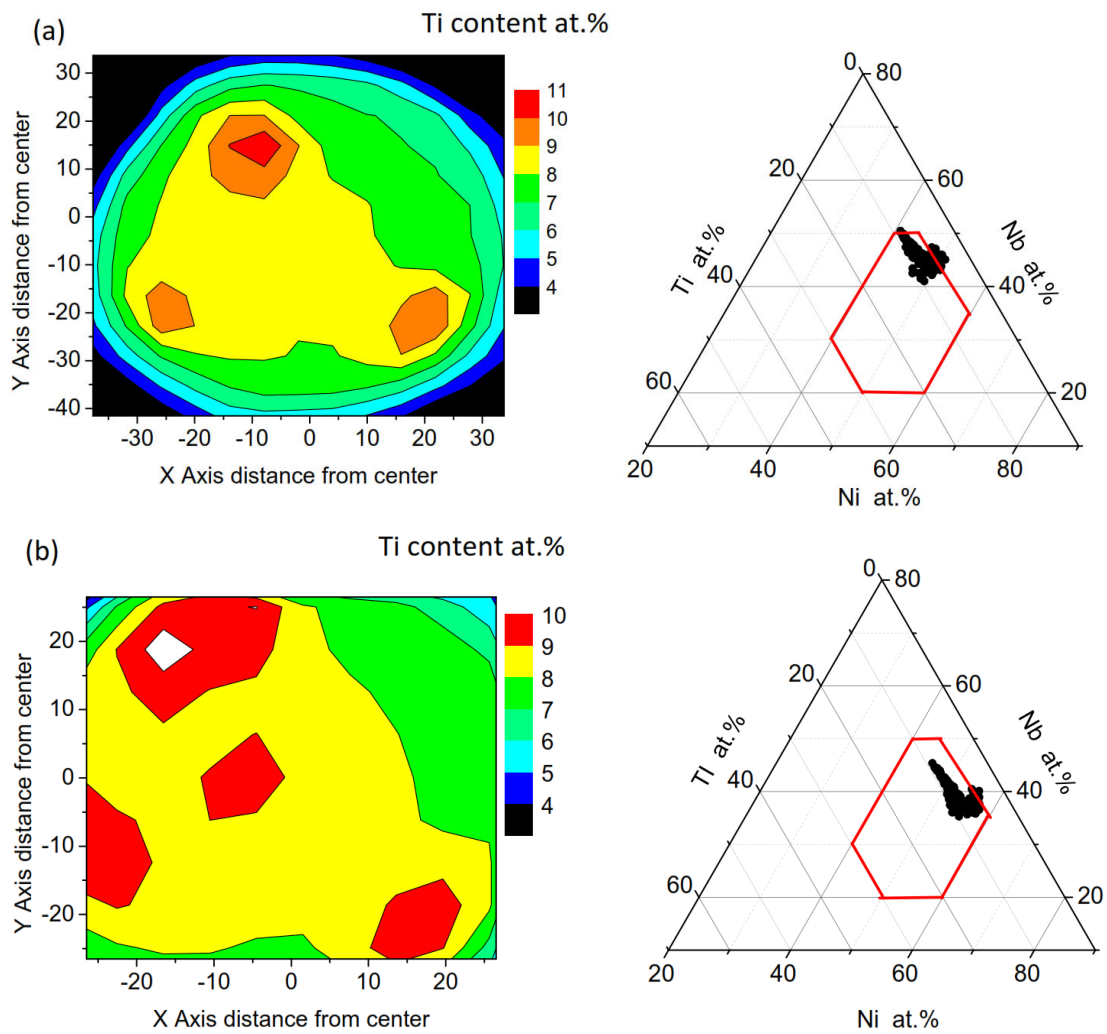 (a)
Ti content at.%
30
20
10
0
-10
-20
-30
-40
Y Axis distance from center
-30 -20 -10 0 10 20 30
X Axis distance from center
11
10
9
8
7
6
5
4
0
80
20
60
Ti at.%
Nb at.%
40
40
60
20
20 40 60 80
Ni at.%
(b)
Ti content at.%
20
10
0
-10
-20
Y Axis distance from center
-20 -10 0 10 20
X Axis distance from center
10
9
8
7
6
5
4
0
80
20
60
TI at.%
Nb at.%
40
40
60
20
20 40 60 80
Ni at.%